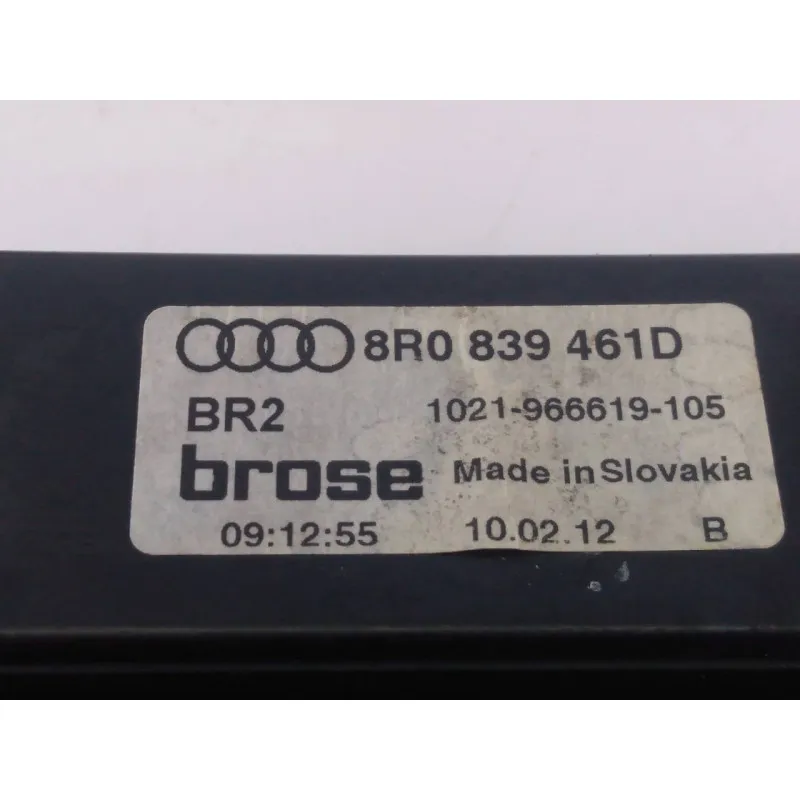 8R0 839 461D
BR2 1021-966619-105
brose Made in Slovakia
09:12:55 10.02.12 B